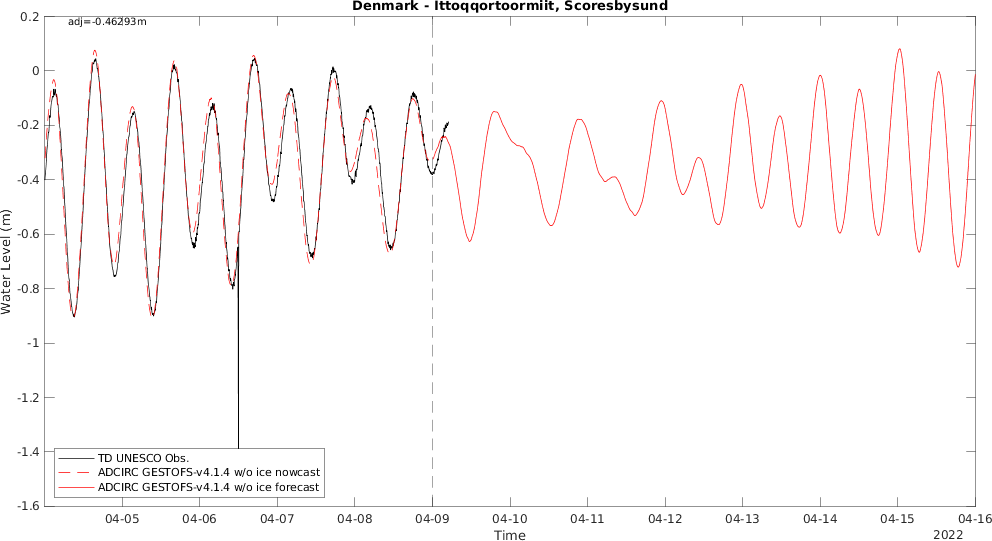 Denmark - Ittoqqortoormiit, Scoresbysund
adj=-0.46293m
0.2
0
-0.2
-0.4
-0.6
-0.8
-1
-1.2
-1.4
-1.6
Water Level (m)
TD UNESCO Obs.
ADCIRC GESTOFS-v4.1.4 w/o ice nowcast
ADCIRC GESTOFS-v4.1.4 w/o ice forecast
04-05 04-06 04-07 04-08 04-09 04-10 04-11 04-12 04-13 04-14 04-15 04-16
Time
2022